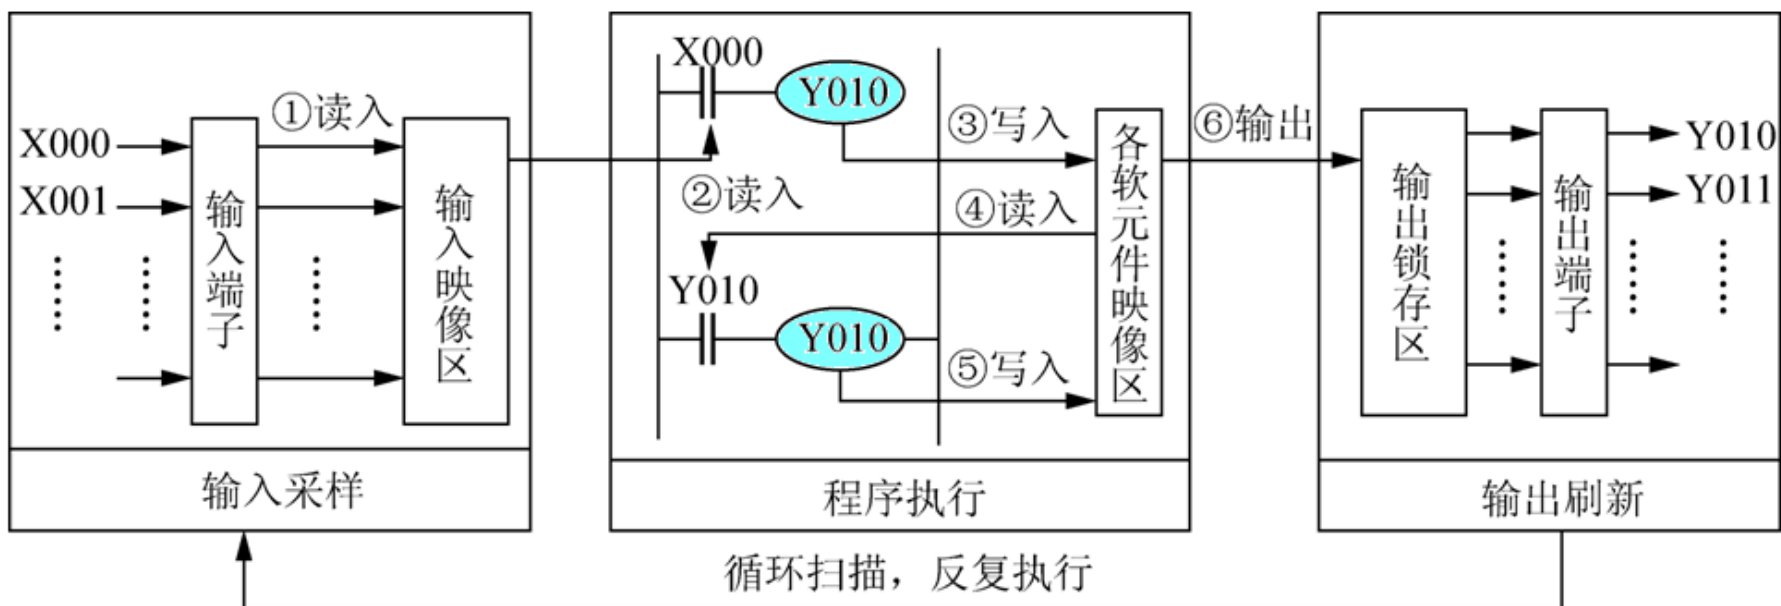 X000
X001
①读入
输入端子
输入映像区
输入采样
X000
Y010
②读入
③写入
④读入
Y010
Y010
⑤写入
各软元件映像区
程序执行
⑥输出
输出锁存区
输出端子
Y010
Y011
输出刷新
循环扫描，反复执行